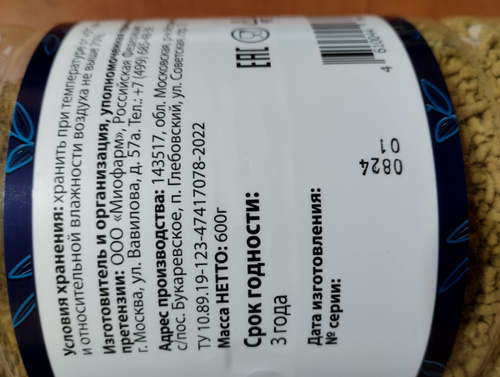 Условия хранения: хранить при температуре
и относительной влажности воздуха не выше
Изготовитель и организация, уполномоченная
претензии: ООО «Миофарм», Российская Федерация
г. Москва, ул. Вавилова, д. 57а. Тел.: +7 (499)
Адрес производства: 143517, обл. Московская,
с/пос. Букаревское, п. Глебовский, ул. Советская
ТУ 10.89.19-123-47417078-2022
Масса НЕТТО: 600г
Срок годности:
3 года
Дата изготовления:
0824
№ серии:
01
EAC